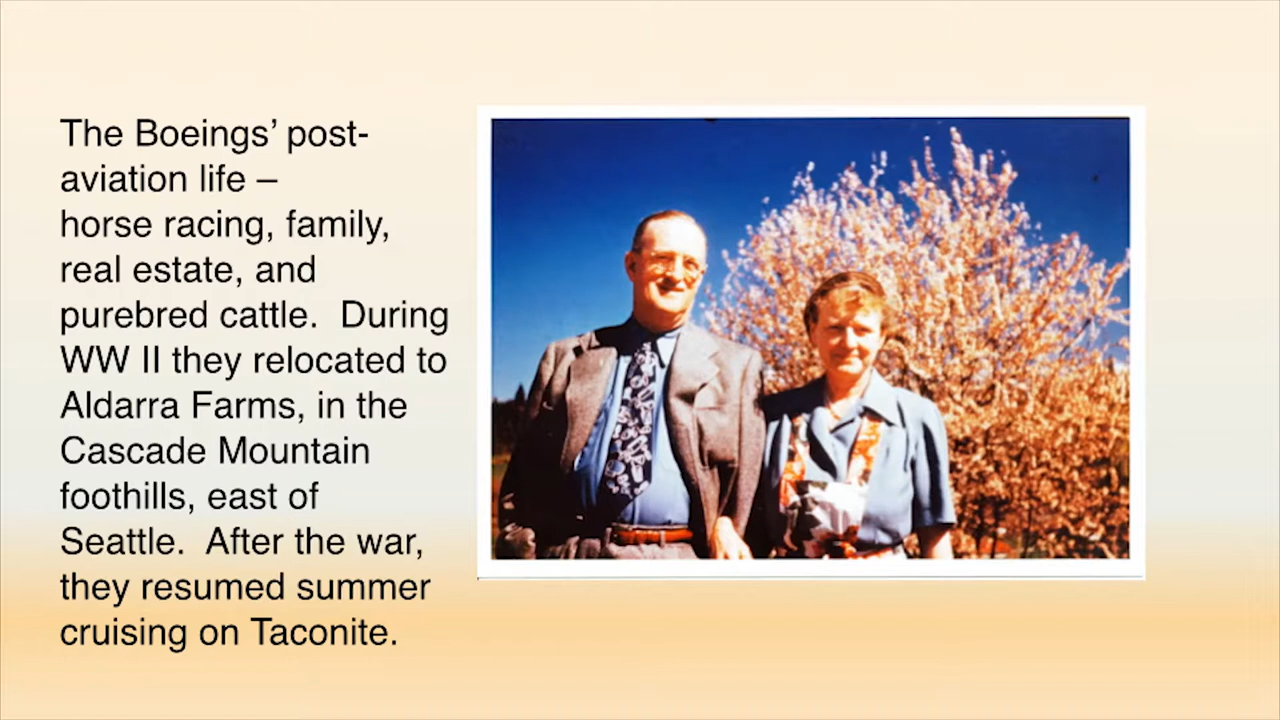 The Boeings’ post-
aviation life –
horse racing, family,
real estate, and
purebred cattle.  During
WW II they relocated to
Aldarra Farms, in the
Cascade Mountain
foothills, east of
Seattle.  After the war,
they resumed summer
cruising on Taconite.